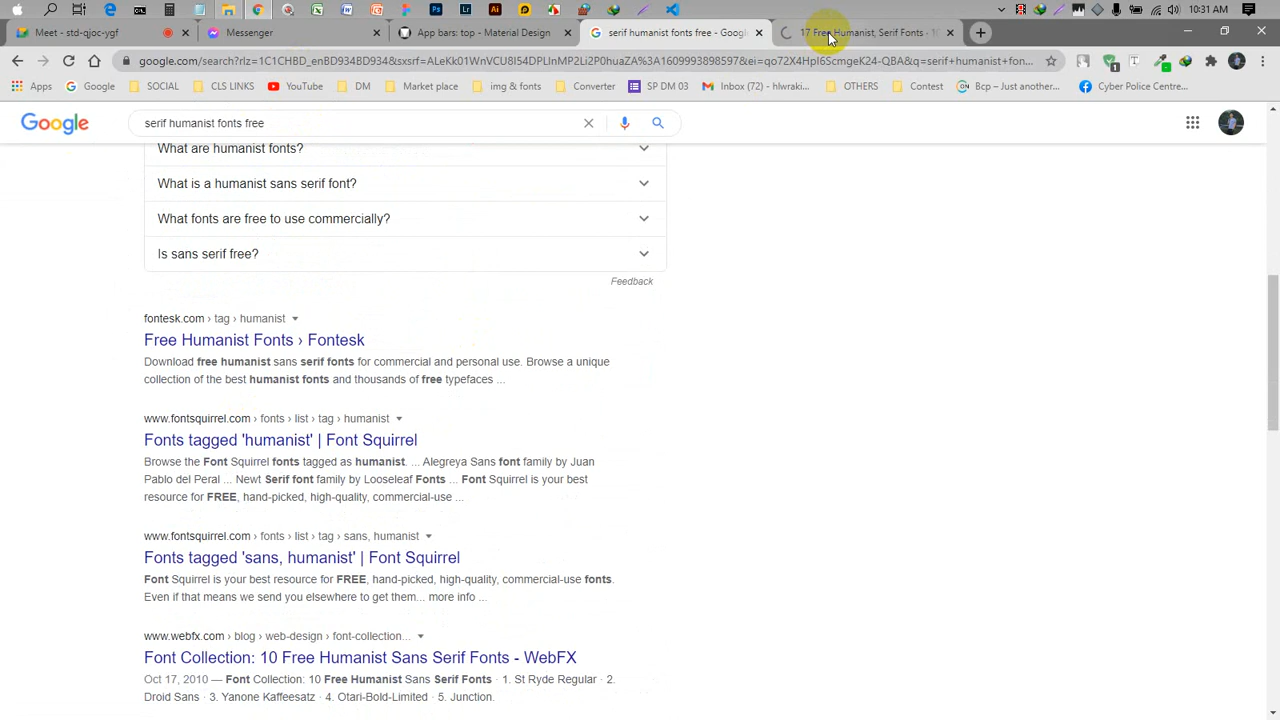 10:31 AM
Meet - std-qjoc-ygf
Messenger
App bars: top - Material Design
serif humanist fonts free - Google
17 Free Humanist, Serif Fonts - 10
Apps
Google
SOCIAL
CLS LINKS
YouTube
DM
Market place
img & fonts
Converter
SP DM 03
Inbox (72) - hlwraki...
OTHERS
Contest
Bcp – Just another...
Cyber Police Centre...
Google
serif humanist fonts free
What are humanist fonts?
What is a humanist sans serif font?
What fonts are free to use commercially?
Is sans serif free?
Feedback
fontesk.com › tag › humanist
Free Humanist Fonts › Fontesk
Download free humanist sans serif fonts for commercial and personal use. Browse a unique
collection of the best humanist fonts and thousands of free typefaces ...
www.fontsquirrel.com › fonts › list › tag › humanist
Fonts tagged 'humanist' | Font Squirrel
Browse the Font Squirrel fonts tagged as humanist. ... Alegreya Sans font family by Juan
Pablo del Peral ... Newt Serif font family by Looseleaf Fonts ... Font Squirrel is your best
resource for FREE, hand-picked, high-quality, commercial-use ...
www.fontsquirrel.com › fonts › list › tag › sans, humanist
Fonts tagged 'sans, humanist' | Font Squirrel
Font Squirrel is your best resource for FREE, hand-picked, high-quality, commercial-use fonts.
Even if that means we send you elsewhere to get them... more info ...
www.webfx.com › blog › web-design › font-collection...
Font Collection: 10 Free Humanist Sans Serif Fonts - WebFX
Oct 17, 2010 — Font Collection: 10 Free Humanist Sans Serif Fonts · 1. St Ryde Regular · 2.
Droid Sans · 3. Yanone Kaffeesatz · 4. Otari-Bold-Limited · 5. Junction.